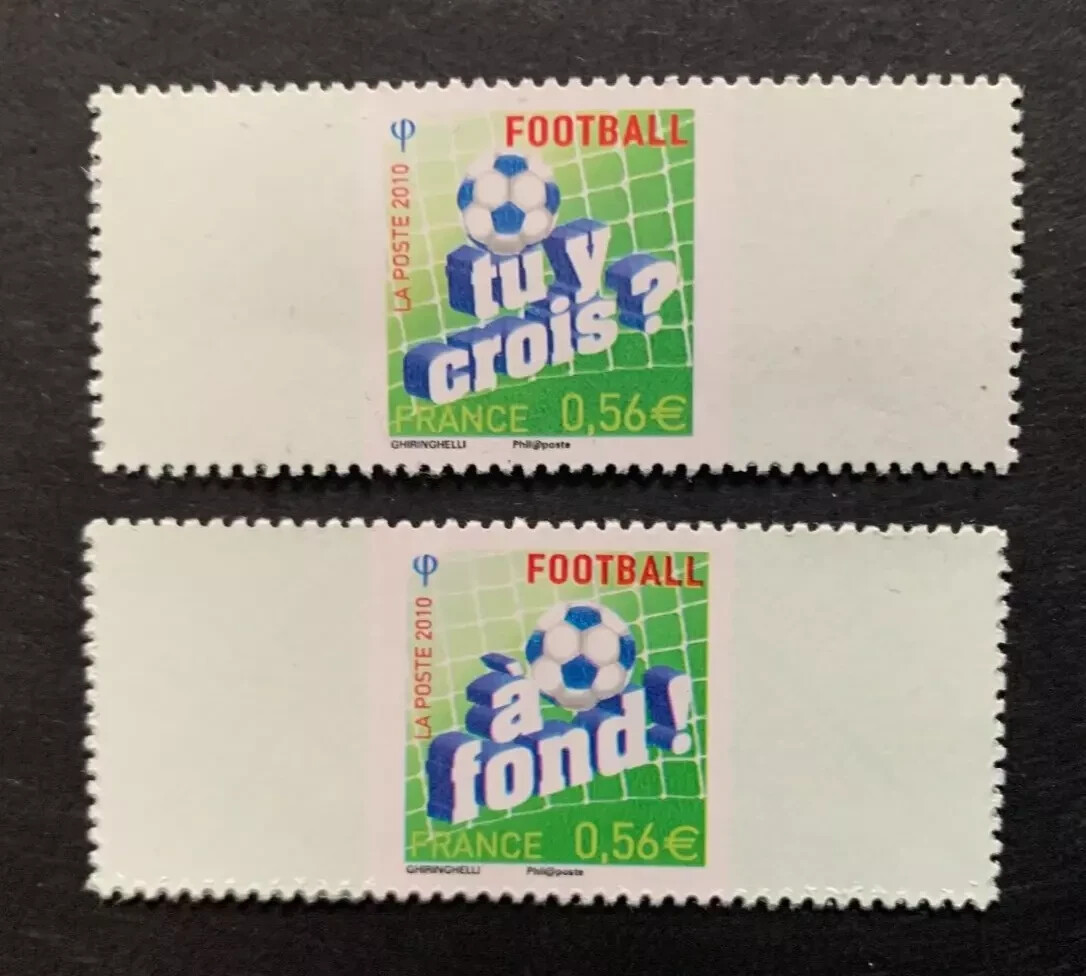 φ
FOOTBALL
LA POSTE 2010
tu y
crois ?
FRANCE 0,56€
GHIRINGHELLI Phil@poste
φ
FOOTBALL
LA POSTE 2010
à
fond !
FRANCE 0,56€
GHIRINGHELLI Phil@poste